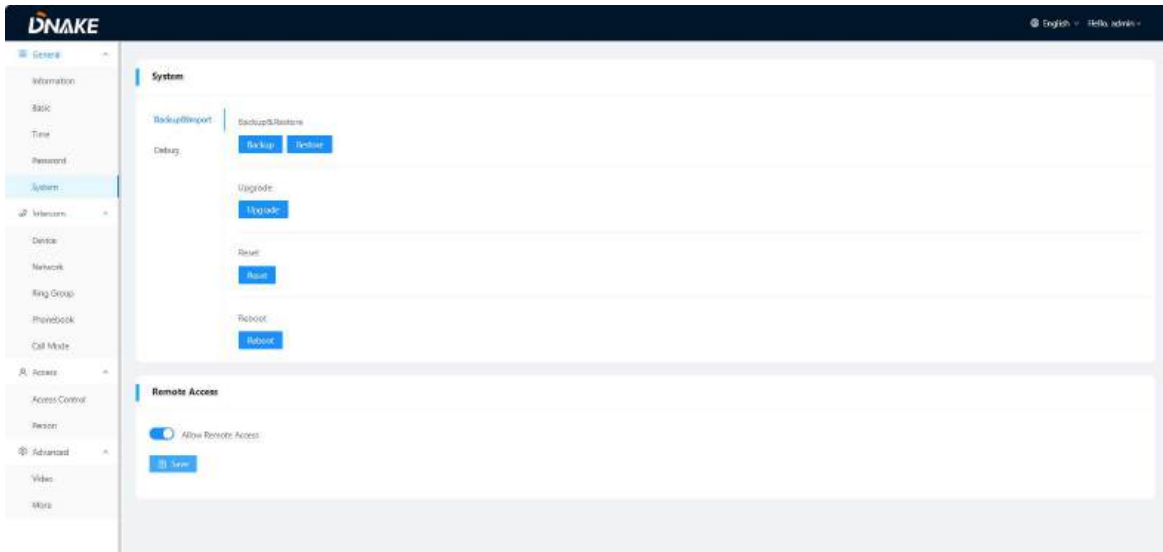 DNAKE
English
Hello, admin
General
Information
Basic
Time
Password
System
Intercom
Device
Network
Ring Group
Phonebook
Call Mode
Access
Access Control
Person
Advanced
Video
More
System
Backup&Import
Debug
Backup&Restore
Backup
Restore
Upgrade
Upgrade
Reset
Reset
Reboot
Reboot
Remote Access
Allow Remote Access
Save